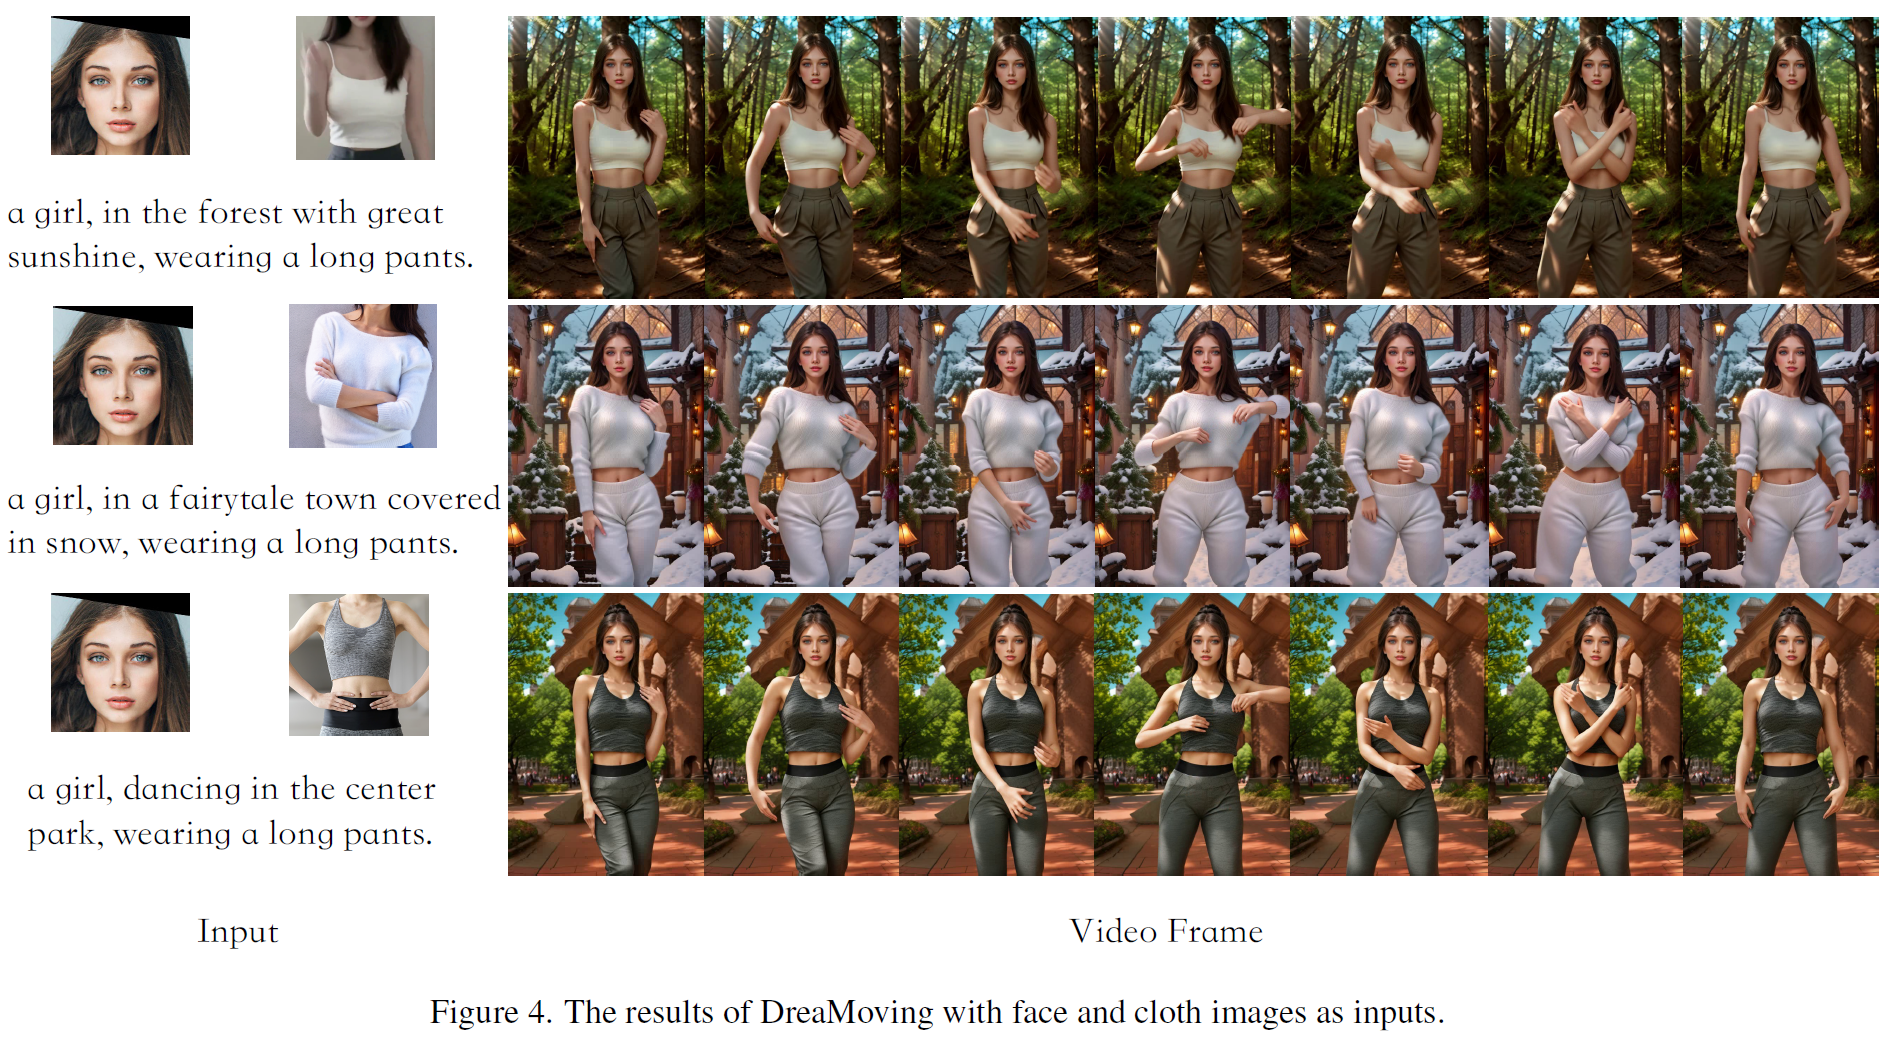 a girl, in the forest with great
sunshine, wearing a long pants.
a girl, in a fairytale town covered
in snow, wearing a long pants.
a girl, dancing in the center
park, wearing a long pants.
Input
Video Frame
Figure 4. The results of DreaMoving with face and cloth images as inputs.